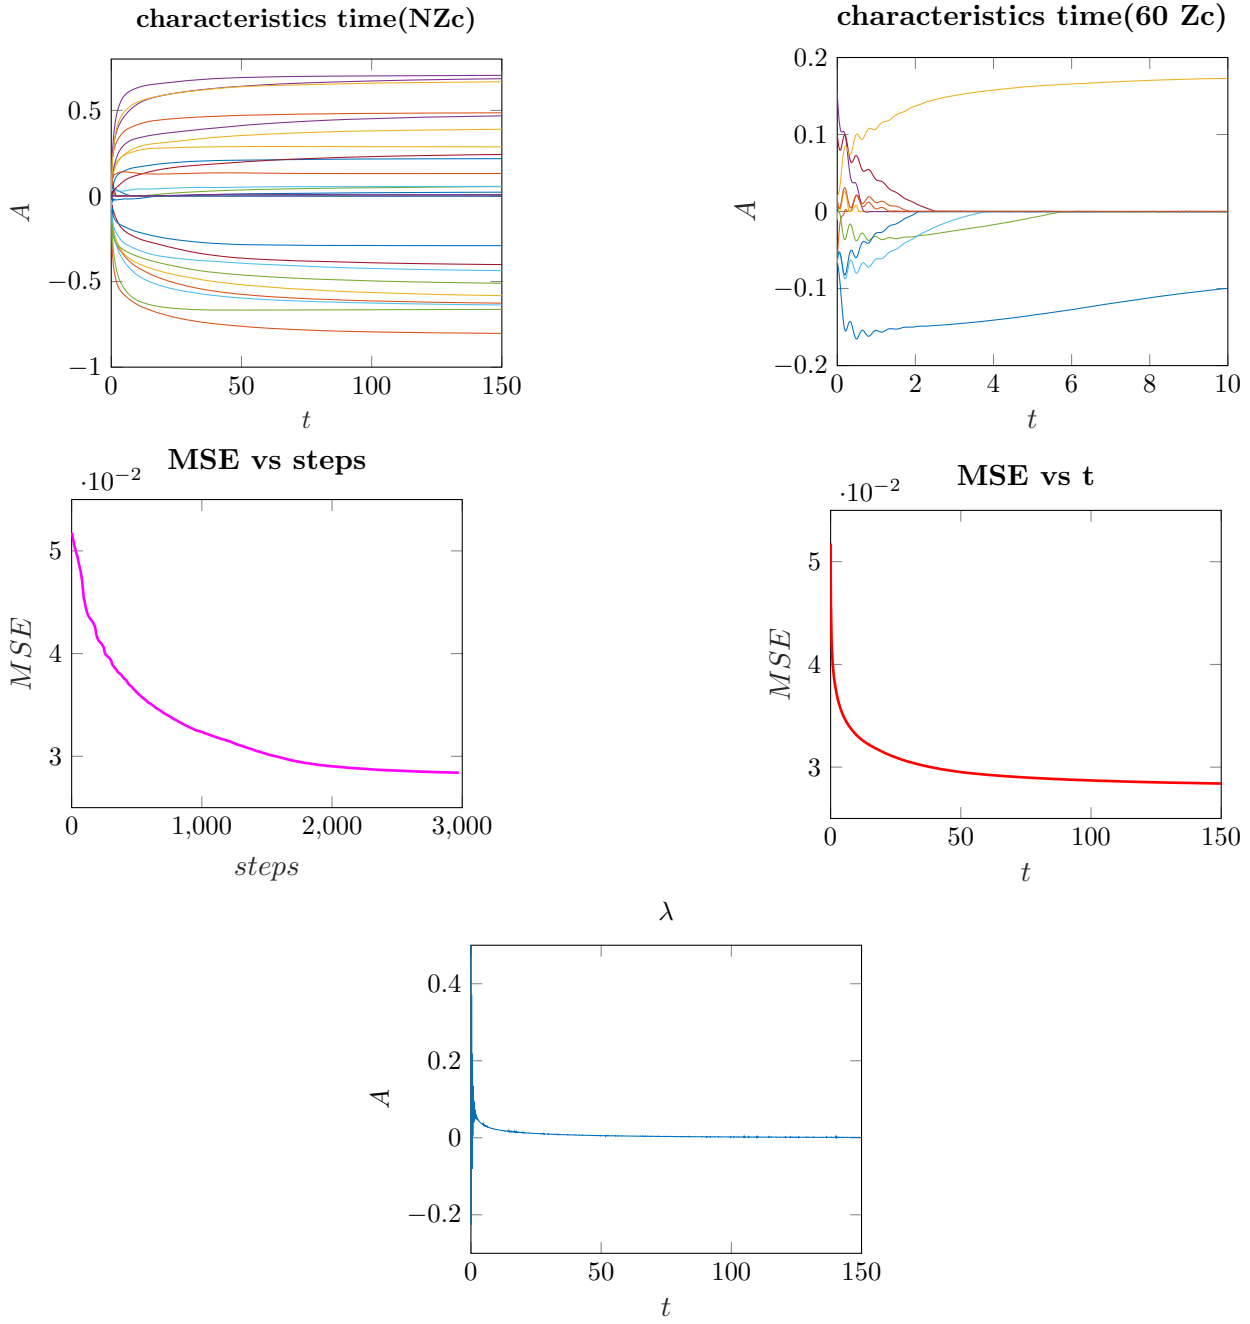 characteristics time(NZc)
A
0.5
0
−0.5
−1
0 50 100 150
t
characteristics time(60 Zc)
A
0.2
0.1
0
−0.1
−0.2
0 2 4 6 8 10
t
MSE vs steps
·10−2
MSE
5
4
3
0 1,000 2,000 3,000
steps
MSE vs t
·10−2
MSE
5
4
3
0 50 100 150
t
λ
A
0.4
0.2
0
−0.2
0 50 100 150
t